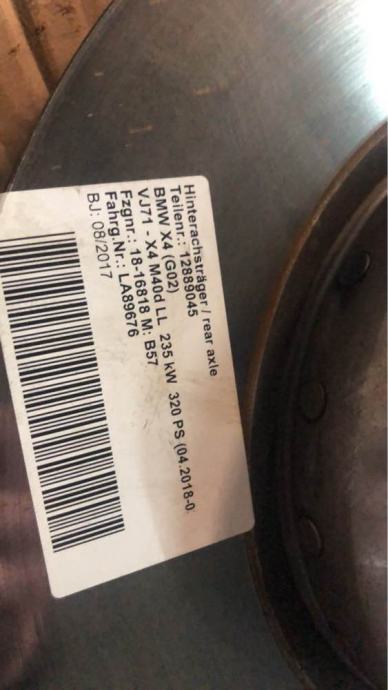 Hinterachsträger / rear axle
Teilenr.: 12889045
BMW X4 (G02)
VJ71 - X4 M40d LL 235 kW 320 PS (04.2018-0
Fzgnr.: 18-16818 M: B57
Fahrg.Nr.: LA89676
BJ: 08/2017